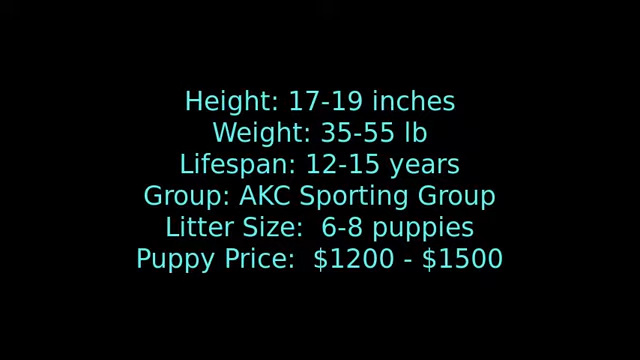 Height: 17-19 inches
Weight: 35-55 lb
Lifespan: 12-15 years
Group: AKC Sporting Group
Litter Size:  6-8 puppies
Puppy Price:  $1200 - $1500